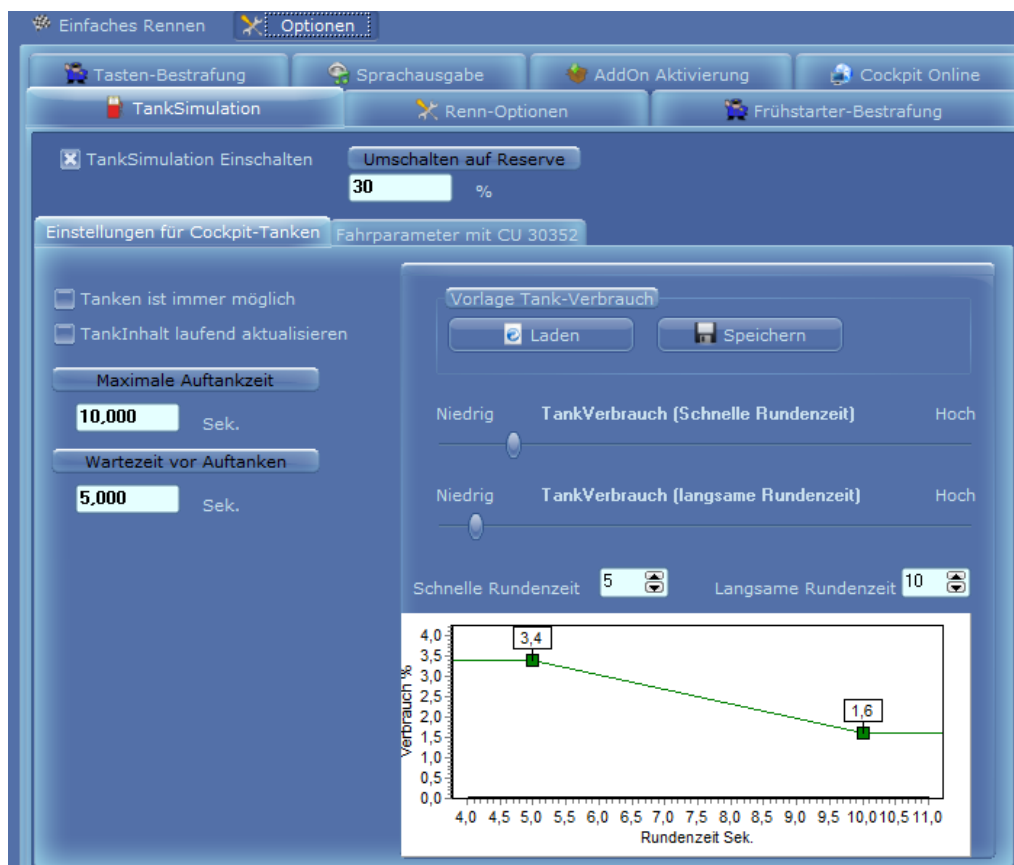 Einfaches Rennen Optionen
Tasten-Bestrafung Sprachausgabe AddOn Aktivierung Cockpit Online
TankSimulation Renn-Optionen Frühstarter-Bestrafung
TankSimulation Einschalten Umschalten auf Reserve
30 %
Einstellungen für Cockpit-Tanken Fahrparameter mit CU 30352
Tanken ist immer möglich
TankInhalt laufend aktualisieren
Maximale Auftankzeit
10,000 Sek.
Wartezeit vor Auftanken
5,000 Sek.
Vorlage Tank-Verbrauch
Laden Speichern
Niedrig TankVerbrauch (Schnelle Rundenzeit) Hoch
Niedrig TankVerbrauch (langsame Rundenzeit) Hoch
Schnelle Rundenzeit 5 Langsame Rundenzeit 10
Verbrauch %
4,0
3,5
3,0
2,5
2,0
1,5
1,0
0,5
0,0
3,4
1,6
4,0 4,5 5,0 5,5 6,0 6,5 7,0 7,5 8,0 8,5 9,0 9,5 10,0 10,5 11,0
Rundenzeit Sek.